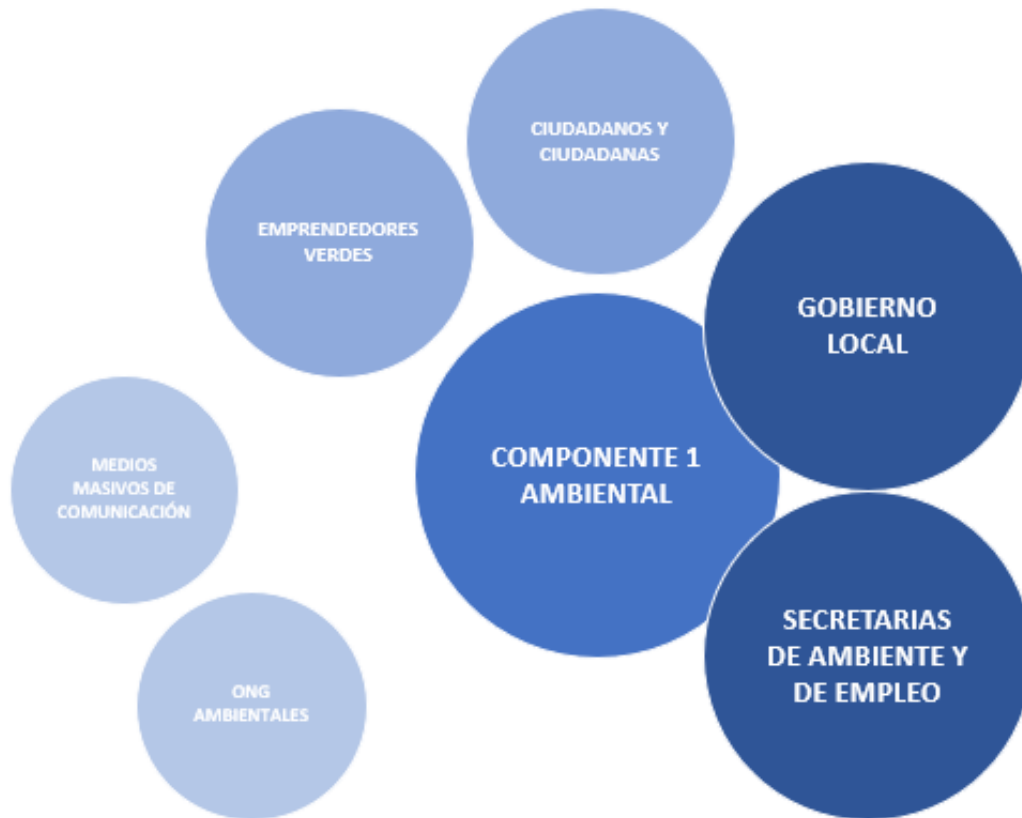 CIUDADANOS Y
CIUDADANAS
EMPRENDEDORES
VERDES
GOBIERNO
LOCAL
COMPONENTE 1
AMBIENTAL
MEDIOS
MASIVOS DE
COMUNICACIÓN
SECRETARIAS
DE AMBIENTE Y
DE EMPLEO
ONG
AMBIENTALES